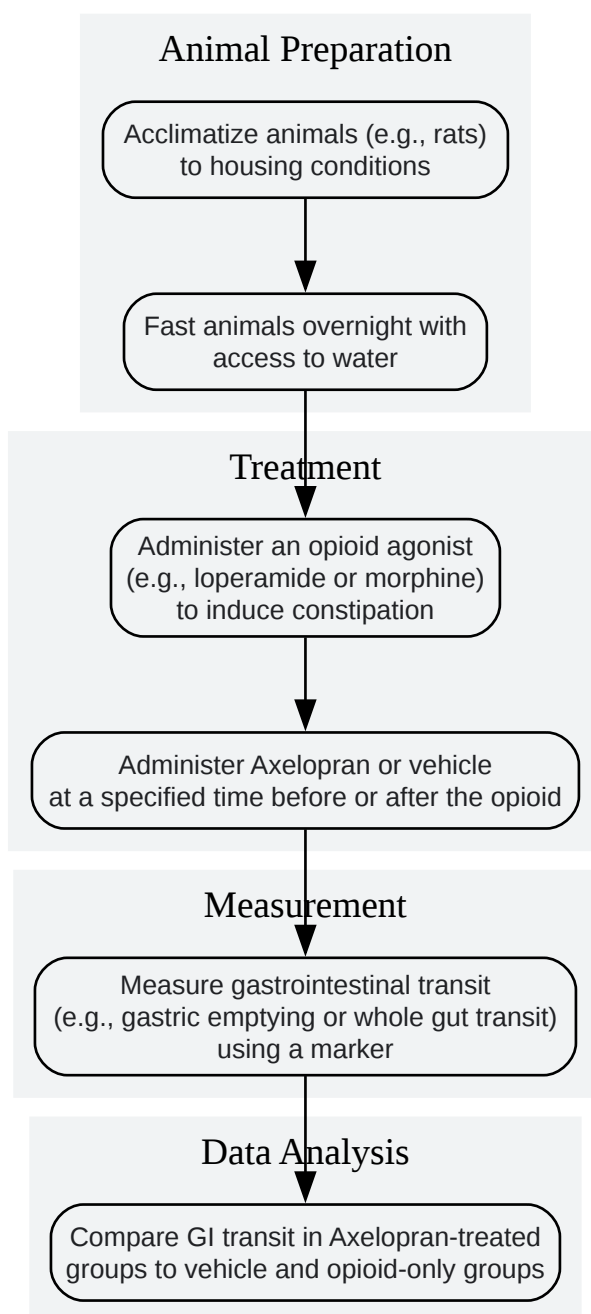 Animal Preparation
Acclimatize animals (e.g., rats)
to housing conditions
Fast animals overnight with
access to water
Treatment
Administer an opioid agonist
(e.g., loperamide or morphine)
to induce constipation
Administer Axelopran or vehicle
at a specified time before or after the opioid
Measurement
Measure gastrointestinal transit
(e.g., gastric emptying or whole gut transit)
using a marker
Data Analysis
Compare GI transit in Axelopran-treated
groups to vehicle and opioid-only groups